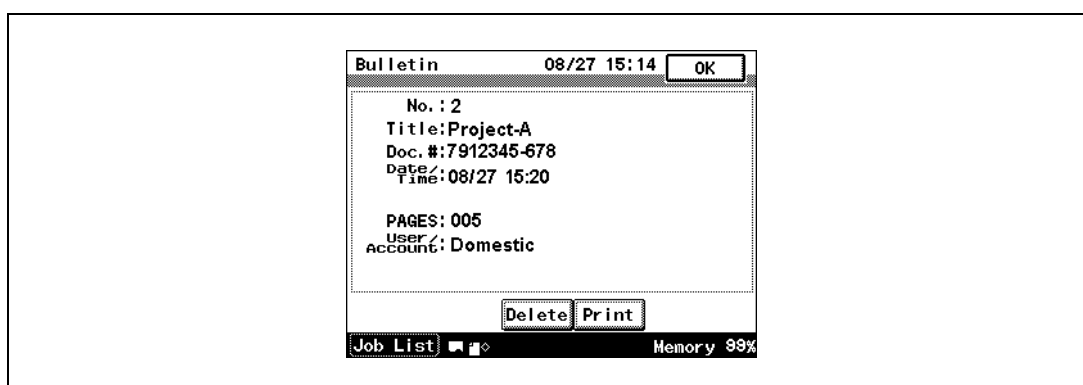 Bulletin 08/27 15:14 OK
No. : 2
Title:Project-A
Doc. #:7912345-678
Date/Time: 08/27 15:20
PAGES: 005
User/Account: Domestic
Delete Print
Job List Memory 99%